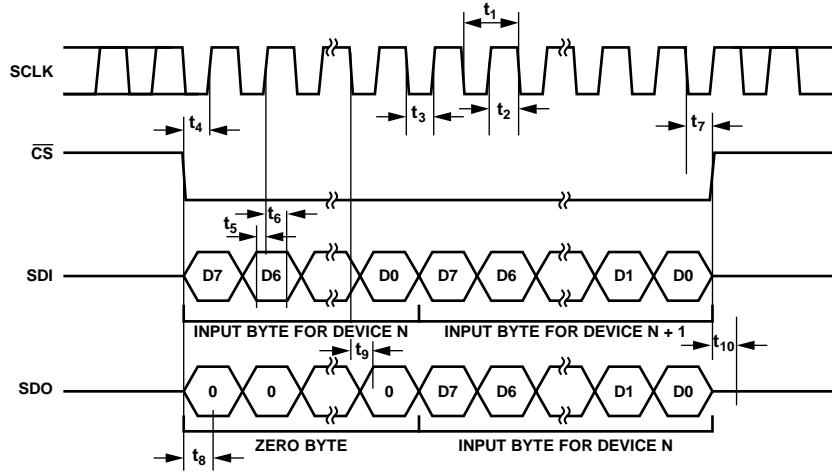 t1
SCLK
t4
t3
t2
t7
CS
t5
t6
SDI
D7
D6
D0
D7
D6
D1
D0
INPUT BYTE FOR DEVICE N
INPUT BYTE FOR DEVICE N + 1
t9
t10
SDO
0
0
0
D7
D6
D1
D0
ZERO BYTE
INPUT BYTE FOR DEVICE N
t8